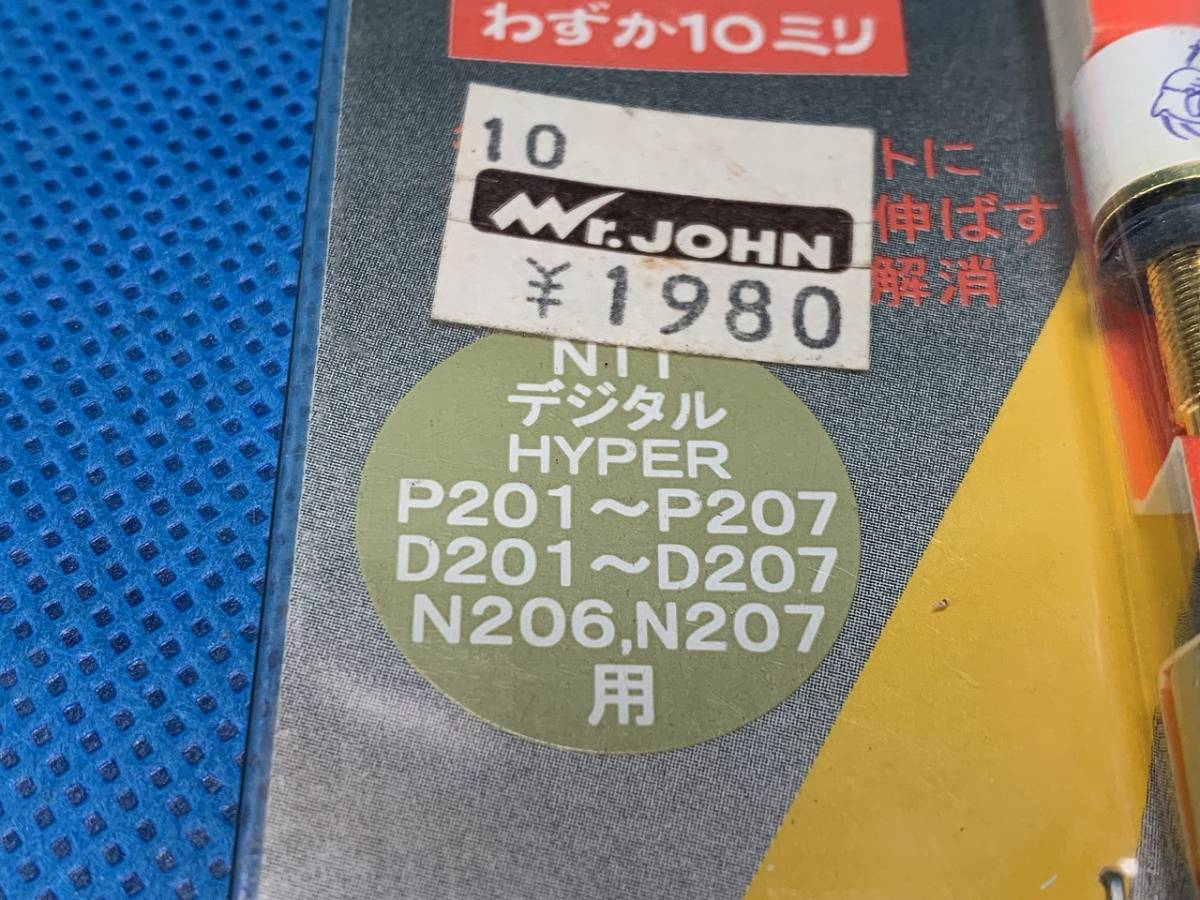 わずか10ミリ
10
トに
Mr.JOHN
伸ばす
¥1980
解消
NTT
デジタル
HYPER
P201〜P207
D201〜D207
N206,N207
用